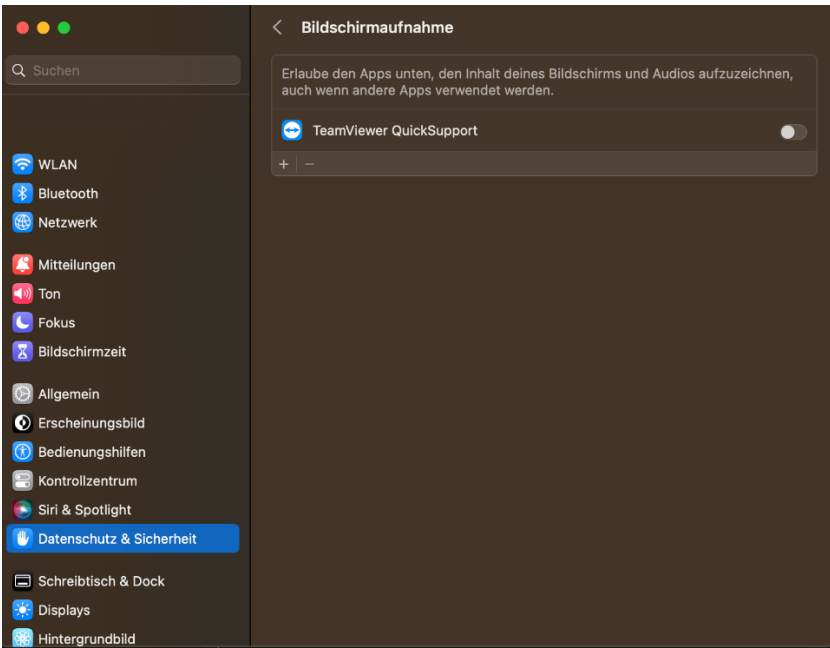 Suchen
WLAN
Bluetooth
Netzwerk
Mitteilungen
Ton
Fokus
Bildschirmzeit
Allgemein
Erscheinungsbild
Bedienungshilfen
Kontrollzentrum
Siri & Spotlight
Datenschutz & Sicherheit
Schreibtisch & Dock
Displays
Hintergrundbild
Bildschirmaufnahme
Erlaube den Apps unten, den Inhalt deines Bildschirms und Audios aufzuzeichnen,
auch wenn andere Apps verwendet werden.
TeamViewer QuickSupport